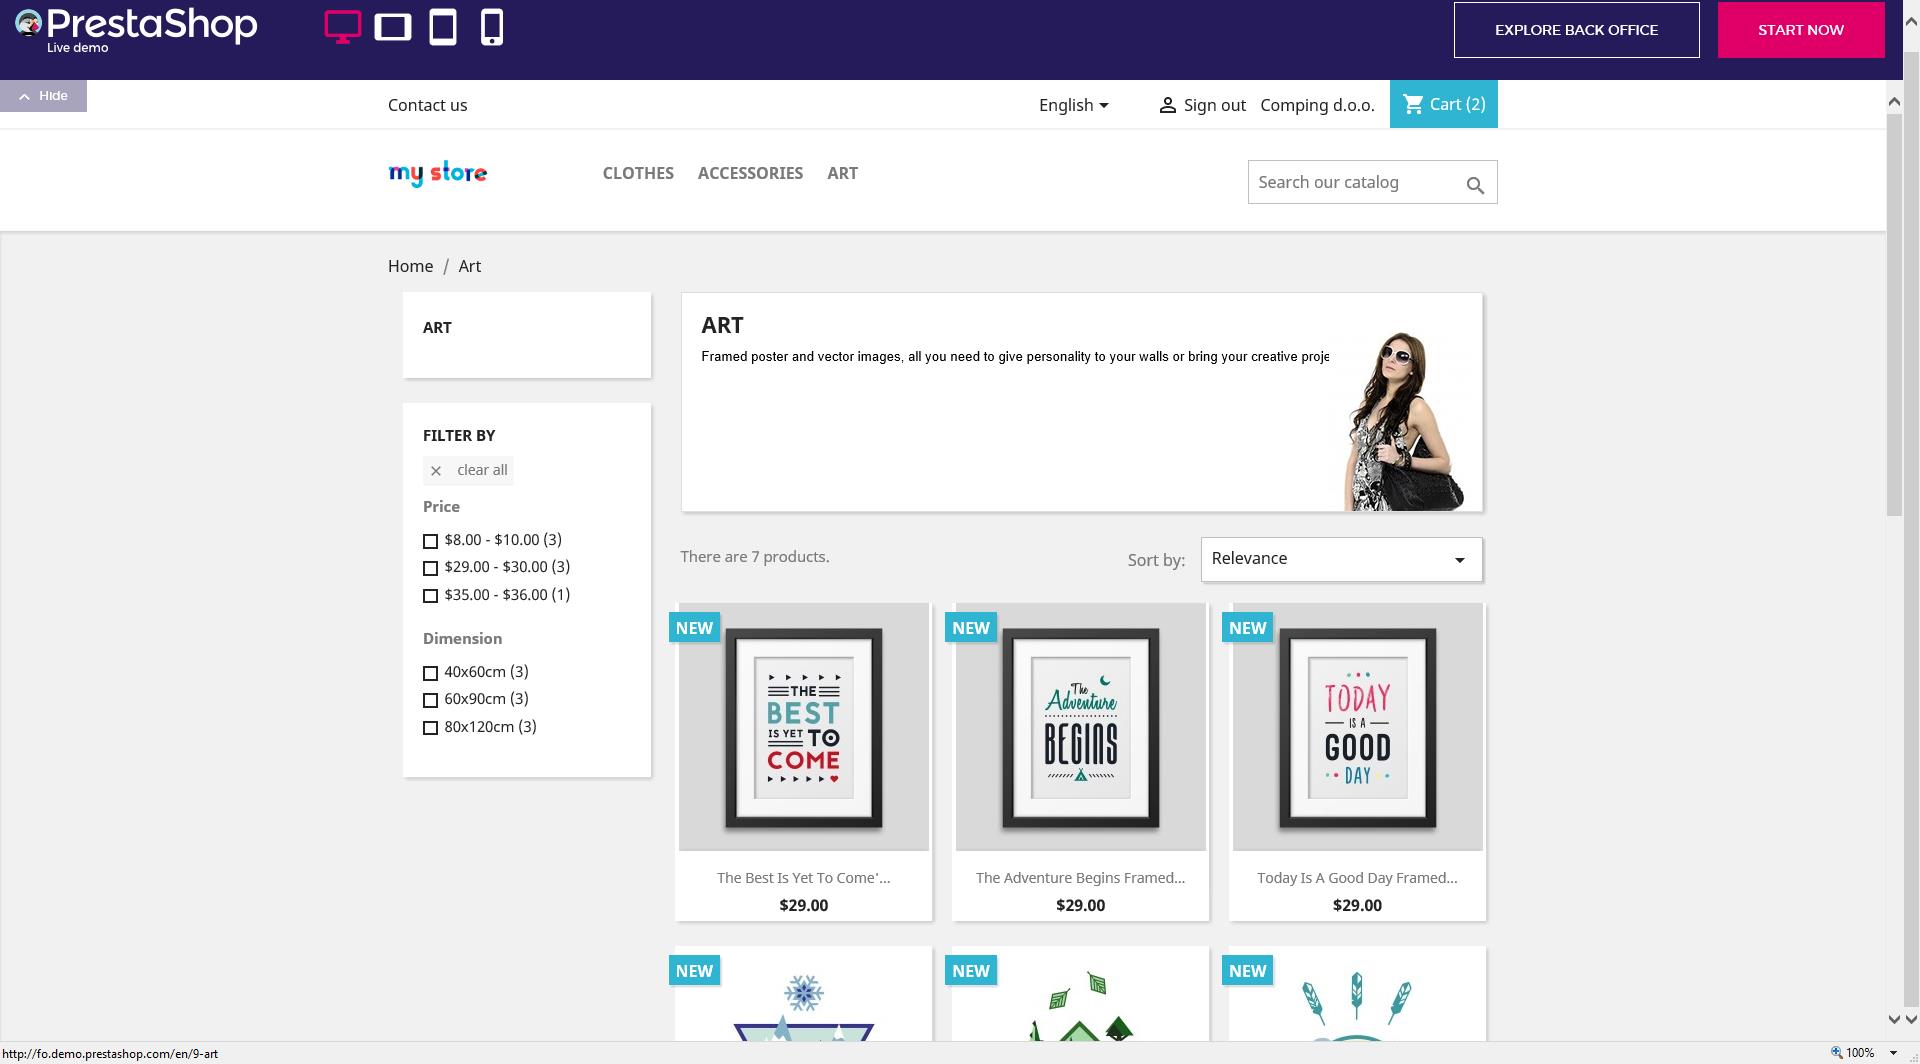 PrestaShop
Live demo
EXPLORE BACK OFFICE
START NOW
Hide
Contact us
English
Sign out
Comping d.o.o.
Cart (2)
my store
CLOTHES
ACCESSORIES
ART
Search our catalog
Home / Art
ART
FILTER BY
clear all
Price
$8.00 - $10.00 (3)
$29.00 - $30.00 (3)
$35.00 - $36.00 (1)
Dimension
40x60cm (3)
60x90cm (3)
80x120cm (3)
ART
Framed poster and vector images, all you need to give personality to your walls or bring your creative proje
There are 7 products.
Sort by:
Relevance
NEW
THE
BEST
IS YET TO
COME
The Best Is Yet To Come'...
$29.00
NEW
The
Adventure
BEGINS
The Adventure Begins Framed...
$29.00
NEW
TODAY
IS A
GOOD
DAY
Today Is A Good Day Framed...
$29.00
NEW
NEW
NEW
http://fo.demo.prestashop.com/en/9-art
100%